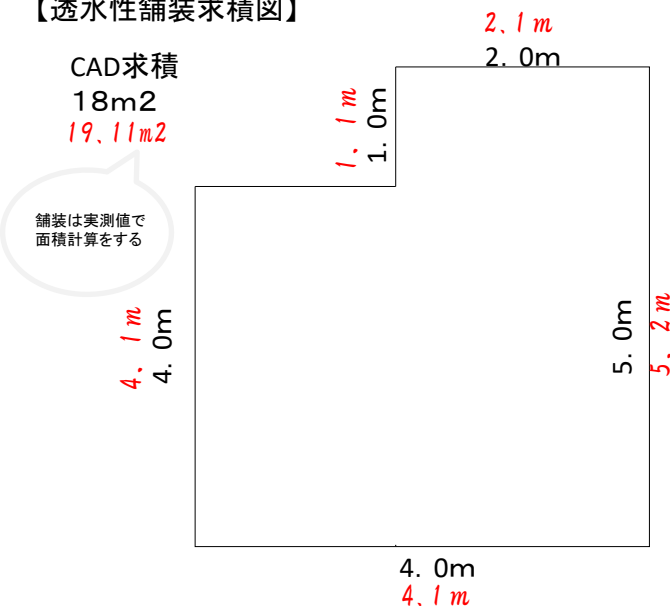 【透水性舗装求積図】
CAD求積
18m2
19、11m2
舗装は実測値で
面積計算をする
2、1m
2. 0m
1. 1m
1. 0m
4. 1m
4. 0m
5. 0m
5. 2m
4. 0m
4、1m